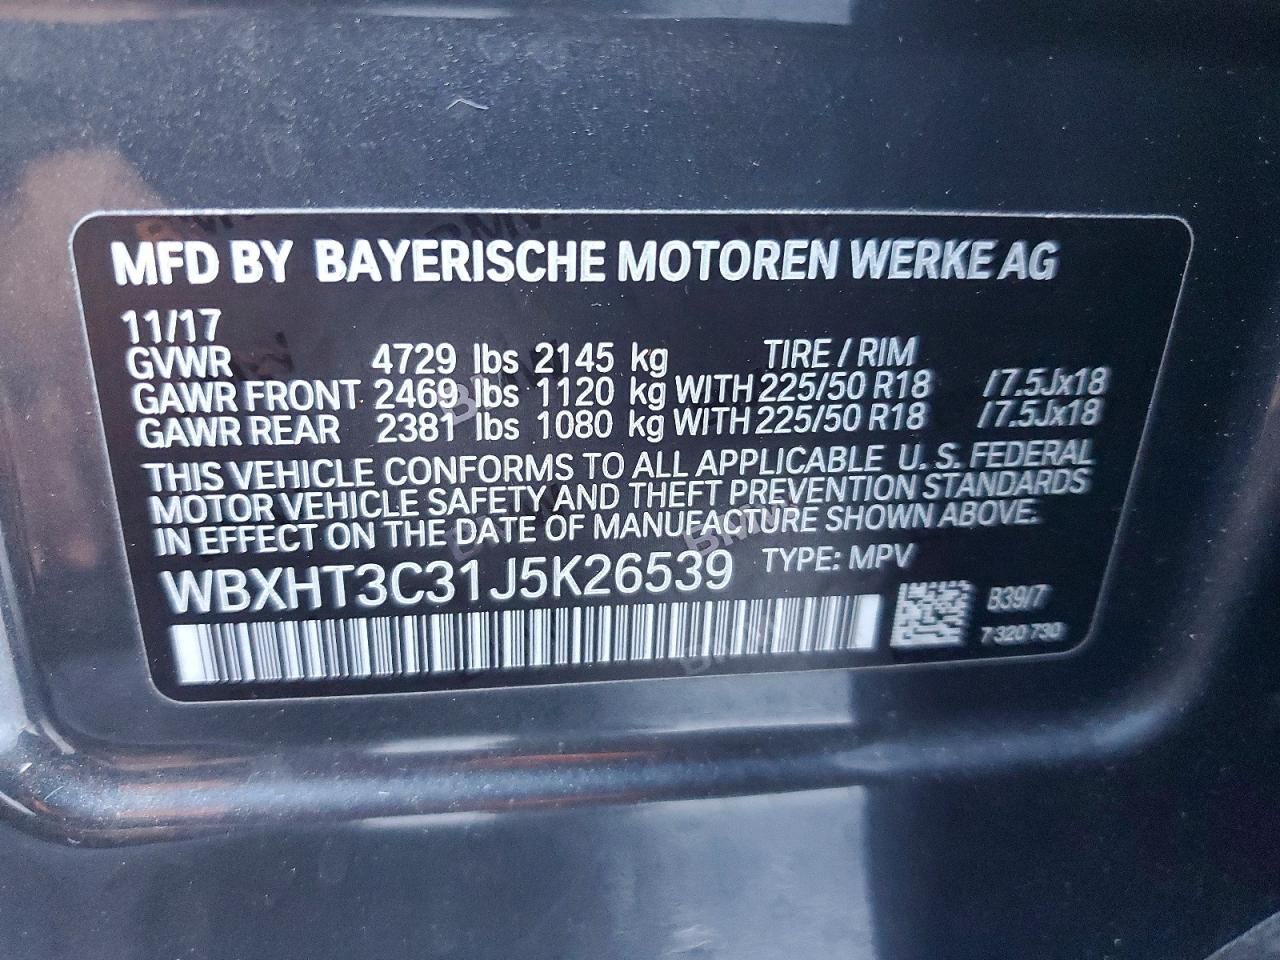 MFD BY BAYERISCHE MOTOREN WERKE AG
11/17
GVWR 4729 lbs 2145 kg TIRE / RIM
GAWR FRONT 2469 lbs 1120 kg WITH 225/50 R18 /7.5Jx18
GAWR REAR 2381 lbs 1080 kg WITH 225/50 R18 /7.5Jx18
THIS VEHICLE CONFORMS TO ALL APPLICABLE U. S. FEDERAL
MOTOR VEHICLE SAFETY AND THEFT PREVENTION STANDARDS
IN EFFECT ON THE DATE OF MANUFACTURE SHOWN ABOVE.
WBXHT3C31J5K26539 TYPE: MPV
B39/7
7 320 730